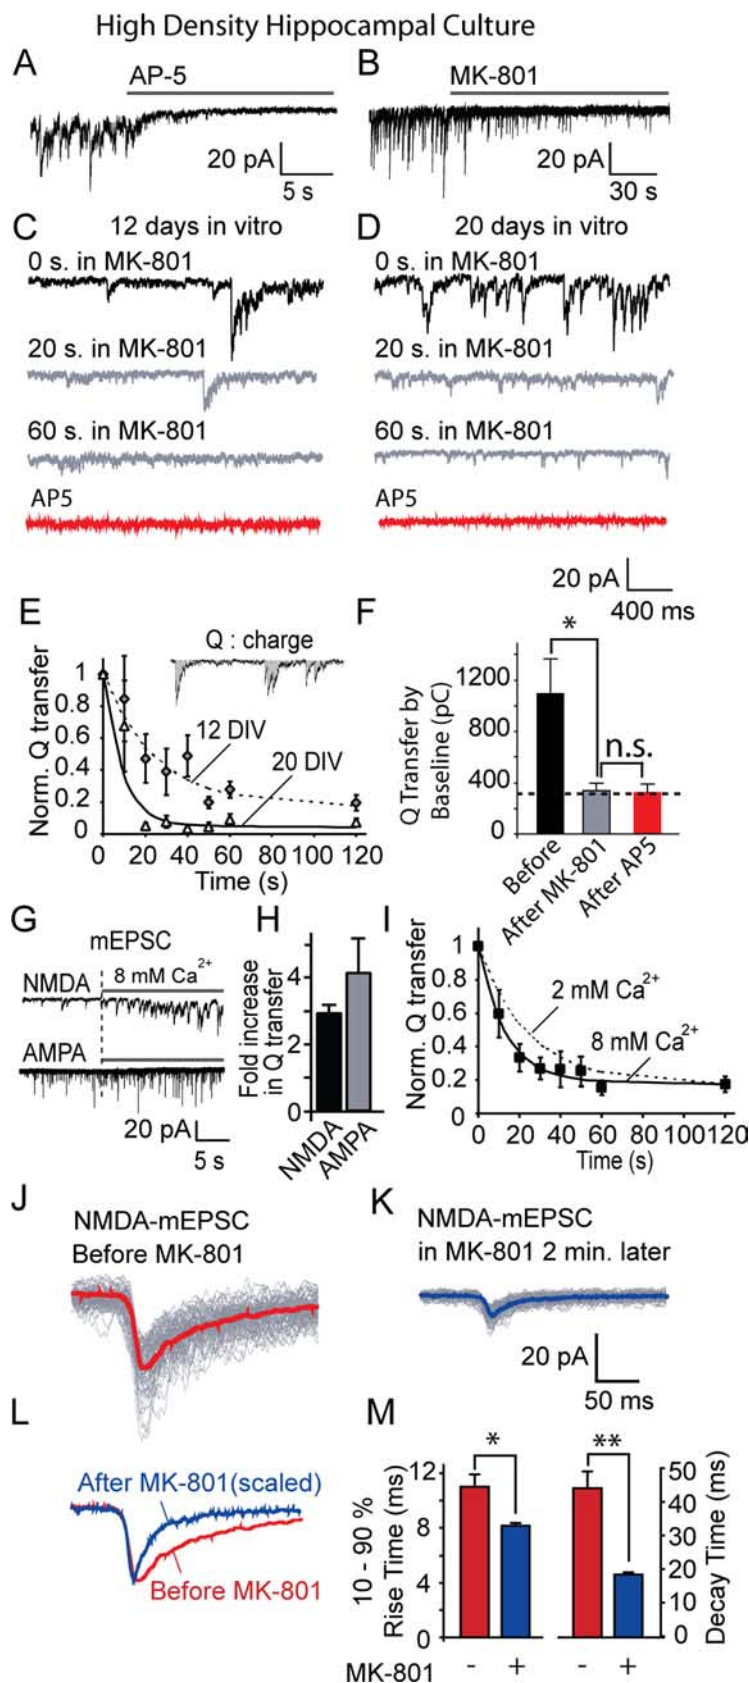 High Density Hippocampal Culture
A
AP-5
20 pA
5 s
B
MK-801
20 pA
30 s
C
12 days in vitro
0 s. in MK-801
20 s. in MK-801
60 s. in MK-801
AP5
D
20 days in vitro
0 s. in MK-801
20 s. in MK-801
60 s. in MK-801
AP5
20 pA
400 ms
E
Q : charge
Norm. Q transfer
1
0.8
0.6
0.4
0.2
0
12 DIV
20 DIV
0 20 40 60 80 100 120
Time (s)
F
Q Transfer by
Baseline (pC)
1200
800
400
0
*
n.s.
Before
After MK-801
After AP5
G
mEPSC
NMDA
8 mM Ca2+
AMPA
20 pA
5 s
H
Fold increase
in Q transfer
4
2
0
NMDA
AMPA
I
Norm. Q transfer
1
0.8
0.6
0.4
0.2
0
2 mM Ca2+
8 mM Ca2+
0 20 40 60 80 100 120
Time (s)
J
NMDA-mEPSC
Before MK-801
K
NMDA-mEPSC
in MK-801 2 min. later
20 pA
50 ms
L
After MK-801(scaled)
Before MK-801
M
10 - 90 %
Rise Time (ms)
12
8
4
0
*
**
50
40
30
20
10
0
Decay Time (ms)
MK-801 - + - +